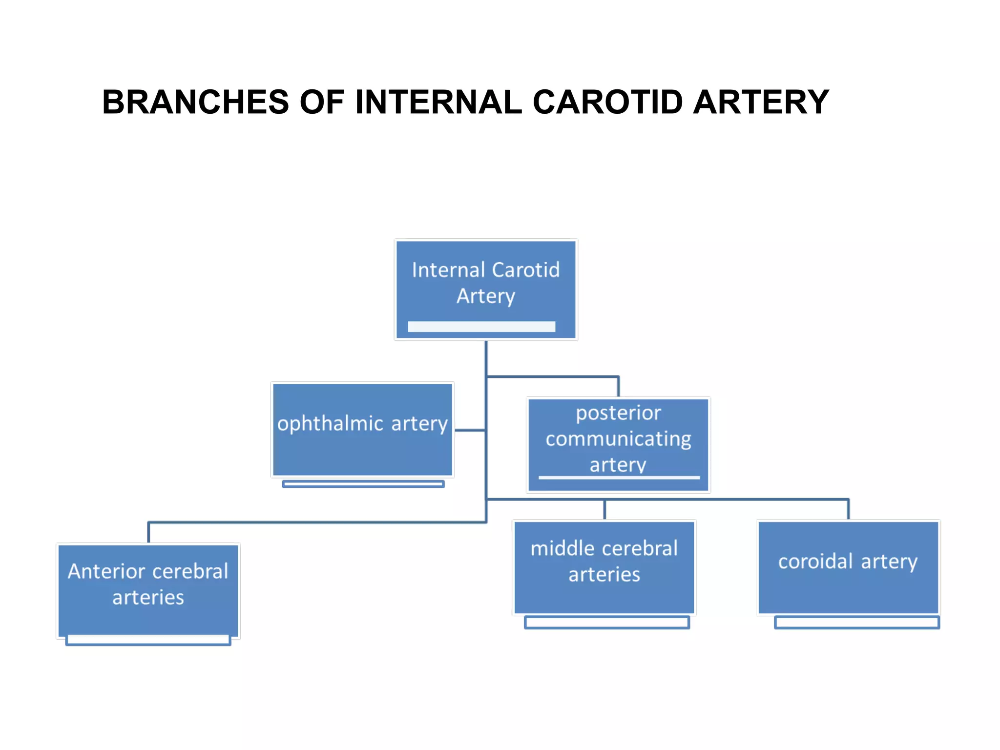 BRANCHES OF INTERNAL CAROTID ARTERY
Internal Carotid
Artery
ophthalmic artery
posterior
communicating
artery
Anterior cerebral
arteries
middle cerebral
arteries
coroidal artery